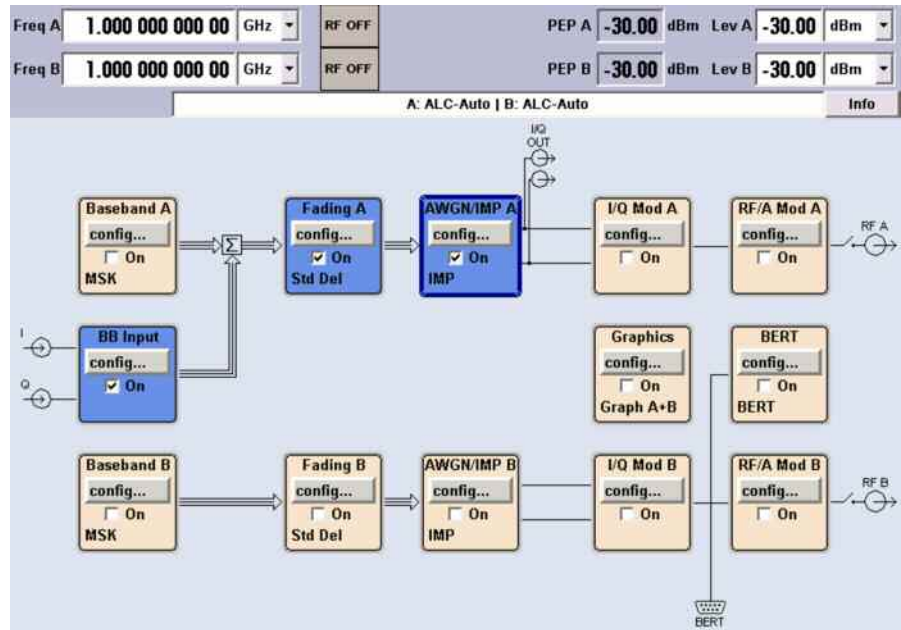 Freq A 1.000 000 000 00 GHz RF OFF PEP A -30.00 dBm Lev A -30.00 dBm
Freq B 1.000 000 000 00 GHz RF OFF PEP B -30.00 dBm Lev B -30.00 dBm
A: ALC-Auto | B: ALC-Auto Info
I/Q
OUT
Baseband A Fading A AWGN/IMP A I/Q Mod A RF/A Mod A
config... config... config... config... config... RF A
Σ
On On On On On
MSK Std Del IMP
I BB Input Graphics BERT
config... config... config...
Q On On On
Graph A+B BERT
Baseband B Fading B AWGN/IMP B I/Q Mod B RF/A Mod B
config... config... config... config... config... RF B
On On On On On
MSK Std Del IMP
BERT